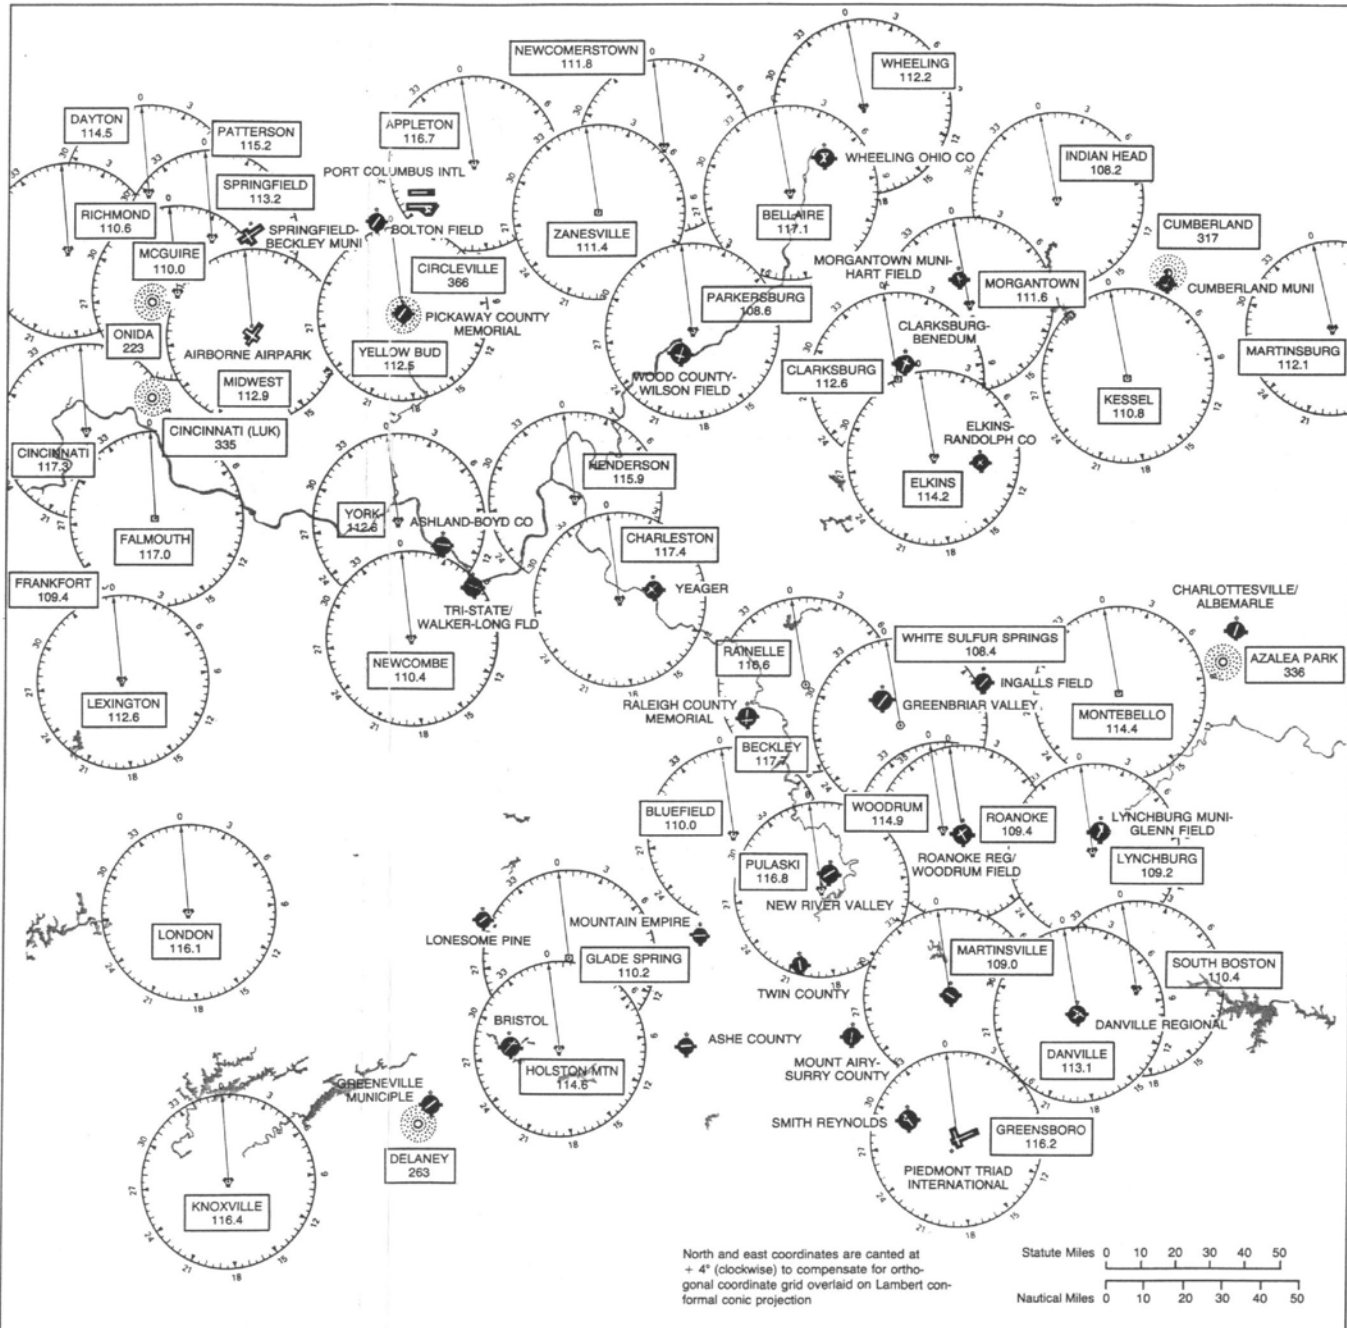 NEWCOMERSTOWN
111.8
WHEELING
112.2
DAYTON
114.5
PATTERSON
115.2
APPLETON
116.7
WHEELING OHIO CO
INDIAN HEAD
108.2
PORT COLUMBUS INTL
SPRINGFIELD
113.2
RICHMOND
110.6
SPRINGFIELD-
BECKLEY MUNI
BOLTON FIELD
ZANESVILLE
111.4
BELLAIRE
117.1
CUMBERLAND
317
MCGUIRE
110.0
CIRCLEVILLE
366
MORGANTOWN MUNI-
HART FIELD
MORGANTOWN
111.6
CUMBERLAND MUNI
PARKERSBURG
108.6
PICKAWAY COUNTY
MEMORIAL
ONIDA
223
AIRBORNE AIRPARK
YELLOW BUD
112.5
CLARKSBURG-
BENEDUM
MARTINSBURG
112.1
MIDWEST
112.9
WOOD COUNTY-
WILSON FIELD
CLARKSBURG
112.6
KESSEL
110.8
CINCINNATI (LUK)
335
ELKINS-
RANDOLPH CO
CINCINNATI
117.3
HENDERSON
115.9
ELKINS
114.2
YORK
112.8
ASHLAND-BOYD CO
FALMOUTH
117.0
CHARLESTON
117.4
FRANKFORT
109.4
YEAGER
TRI-STATE/
WALKER-LONG FLD
CHARLOTTESVILLE/
ALBEMARLE
NEWCOMBE
110.4
RAINELLE
116.6
WHITE SULFUR SPRINGS
108.4
AZALEA PARK
336
LEXINGTON
112.6
INGALLS FIELD
GREENBRIAR VALLEY
RALEIGH COUNTY
MEMORIAL
MONTEBELLO
114.4
BECKLEY
117.7
BLUEFIELD
110.0
WOODRUM
114.9
ROANOKE
109.4
LYNCHBURG MUNI-
GLENN FIELD
PULASKI
116.8
ROANOKE REG/
WOODRUM FIELD
LYNCHBURG
109.2
NEW RIVER VALLEY
LONDON
116.1
LONESOME PINE
MOUNTAIN EMPIRE
GLADE SPRING
110.2
MARTINSVILLE
109.0
SOUTH BOSTON
110.4
TWIN COUNTY
BRISTOL
ASHE COUNTY
DANVILLE REGIONAL
HOLSTON MTN
114.6
MOUNT AIRY-
SURRY COUNTY
DANVILLE
113.1
GREENEVILLE
MUNICIPLE
SMITH REYNOLDS
GREENSBORO
116.2
DELANEY
263
PIEDMONT TRIAD
INTERNATIONAL
KNOXVILLE
116.4
North and east coordinates are canted at
+ 4° (clockwise) to compensate for ortho-
gonal coordinate grid overlaid on Lambert con-
formal conic projection
Statute Miles 0 10 20 30 40 50
Nautical Miles 0 10 20 30 40 50